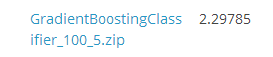 GradientBoostingClass 2.29785
ifier_100_5.zip